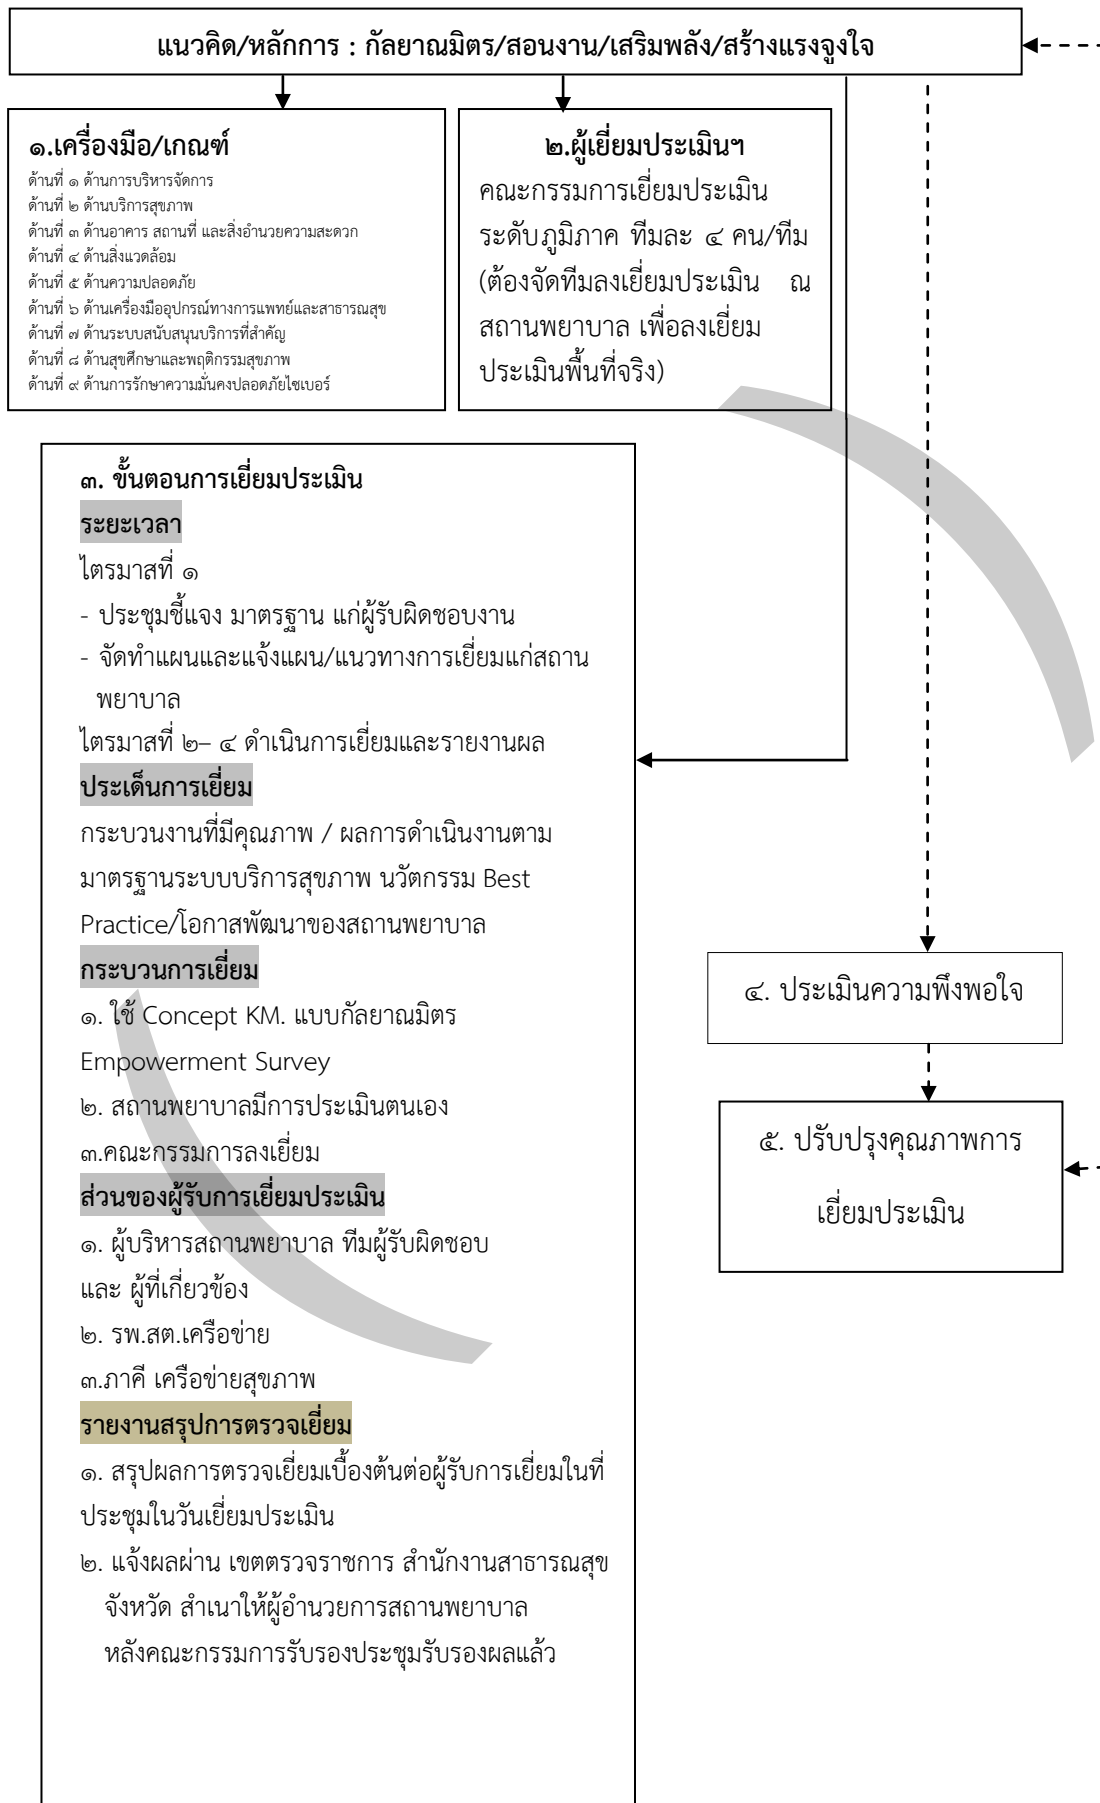 แนวคิด/หลักการ : กัลยาณมิตร/สอนงาน/เสริมพลัง/สร้างแรงจูงใจ
๑.เครื่องมือ/เกณฑ์
ด้านที่ ๑ ด้านการบริหารจัดการ
ด้านที่ ๒ ด้านบริการสุขภาพ
ด้านที่ ๓ ด้านอาคาร สถานที่ และสิ่งอำนวยความสะดวก
ด้านที่ ๔ ด้านสิ่งแวดล้อม
ด้านที่ ๕ ด้านความปลอดภัย
ด้านที่ ๖ ด้านเครื่องมืออุปกรณ์ทางการแพทย์และสาธารณสุข
ด้านที่ ๗ ด้านระบบสนับสนุนบริการที่สำคัญ
ด้านที่ ๘ ด้านสุขศึกษาและพฤติกรรมสุขภาพ
ด้านที่ ๙ ด้านการรักษาความมั่นคงปลอดภัยไซเบอร์
๒.ผู้เยี่ยมประเมินฯ
คณะกรรมการเยี่ยมประเมิน
ระดับภูมิภาค ทีมละ ๔ คน/ทีม
(ต้องจัดทีมลงเยี่ยมประเมิน ณ
สถานพยาบาล เพื่อลงเยี่ยม
ประเมินพื้นที่จริง)
๓. ขั้นตอนการเยี่ยมประเมิน
ระยะเวลา
ไตรมาสที่ ๑
- ประชุมชี้แจง มาตรฐาน แก่ผู้รับผิดชอบงาน
- จัดทำแผนและแจ้งแผน/แนวทางการเยี่ยมแก่สถาน
พยาบาล
ไตรมาสที่ ๒– ๔ ดำเนินการเยี่ยมและรายงานผล
ประเด็นการเยี่ยม
กระบวนงานที่มีคุณภาพ / ผลการดำเนินงานตาม
มาตรฐานระบบบริการสุขภาพ นวัตกรรม Best
Practice/โอกาสพัฒนาของสถานพยาบาล
กระบวนการเยี่ยม
๑. ใช้ Concept KM. แบบกัลยาณมิตร
Empowerment Survey
๒. สถานพยาบาลมีการประเมินตนเอง
๓.คณะกรรมการลงเยี่ยม
ส่วนของผู้รับการเยี่ยมประเมิน
๑. ผู้บริหารสถานพยาบาล ทีมผู้รับผิดชอบ
และ ผู้ที่เกี่ยวข้อง
๒. รพ.สต.เครือข่าย
๓.ภาคี เครือข่ายสุขภาพ
รายงานสรุปการตรวจเยี่ยม
๑. สรุปผลการตรวจเยี่ยมเบื้องต้นต่อผู้รับการเยี่ยมในที่
ประชุมในวันเยี่ยมประเมิน
๒. แจ้งผลผ่าน เขตตรวจราชการ สำนักงานสาธารณสุข
จังหวัด สำเนาให้ผู้อำนวยการสถานพยาบาล
หลังคณะกรรมการรับรองประชุมรับรองผลแล้ว
๔. ประเมินความพึงพอใจ
๕. ปรับปรุงคุณภาพการ
เยี่ยมประเมิน